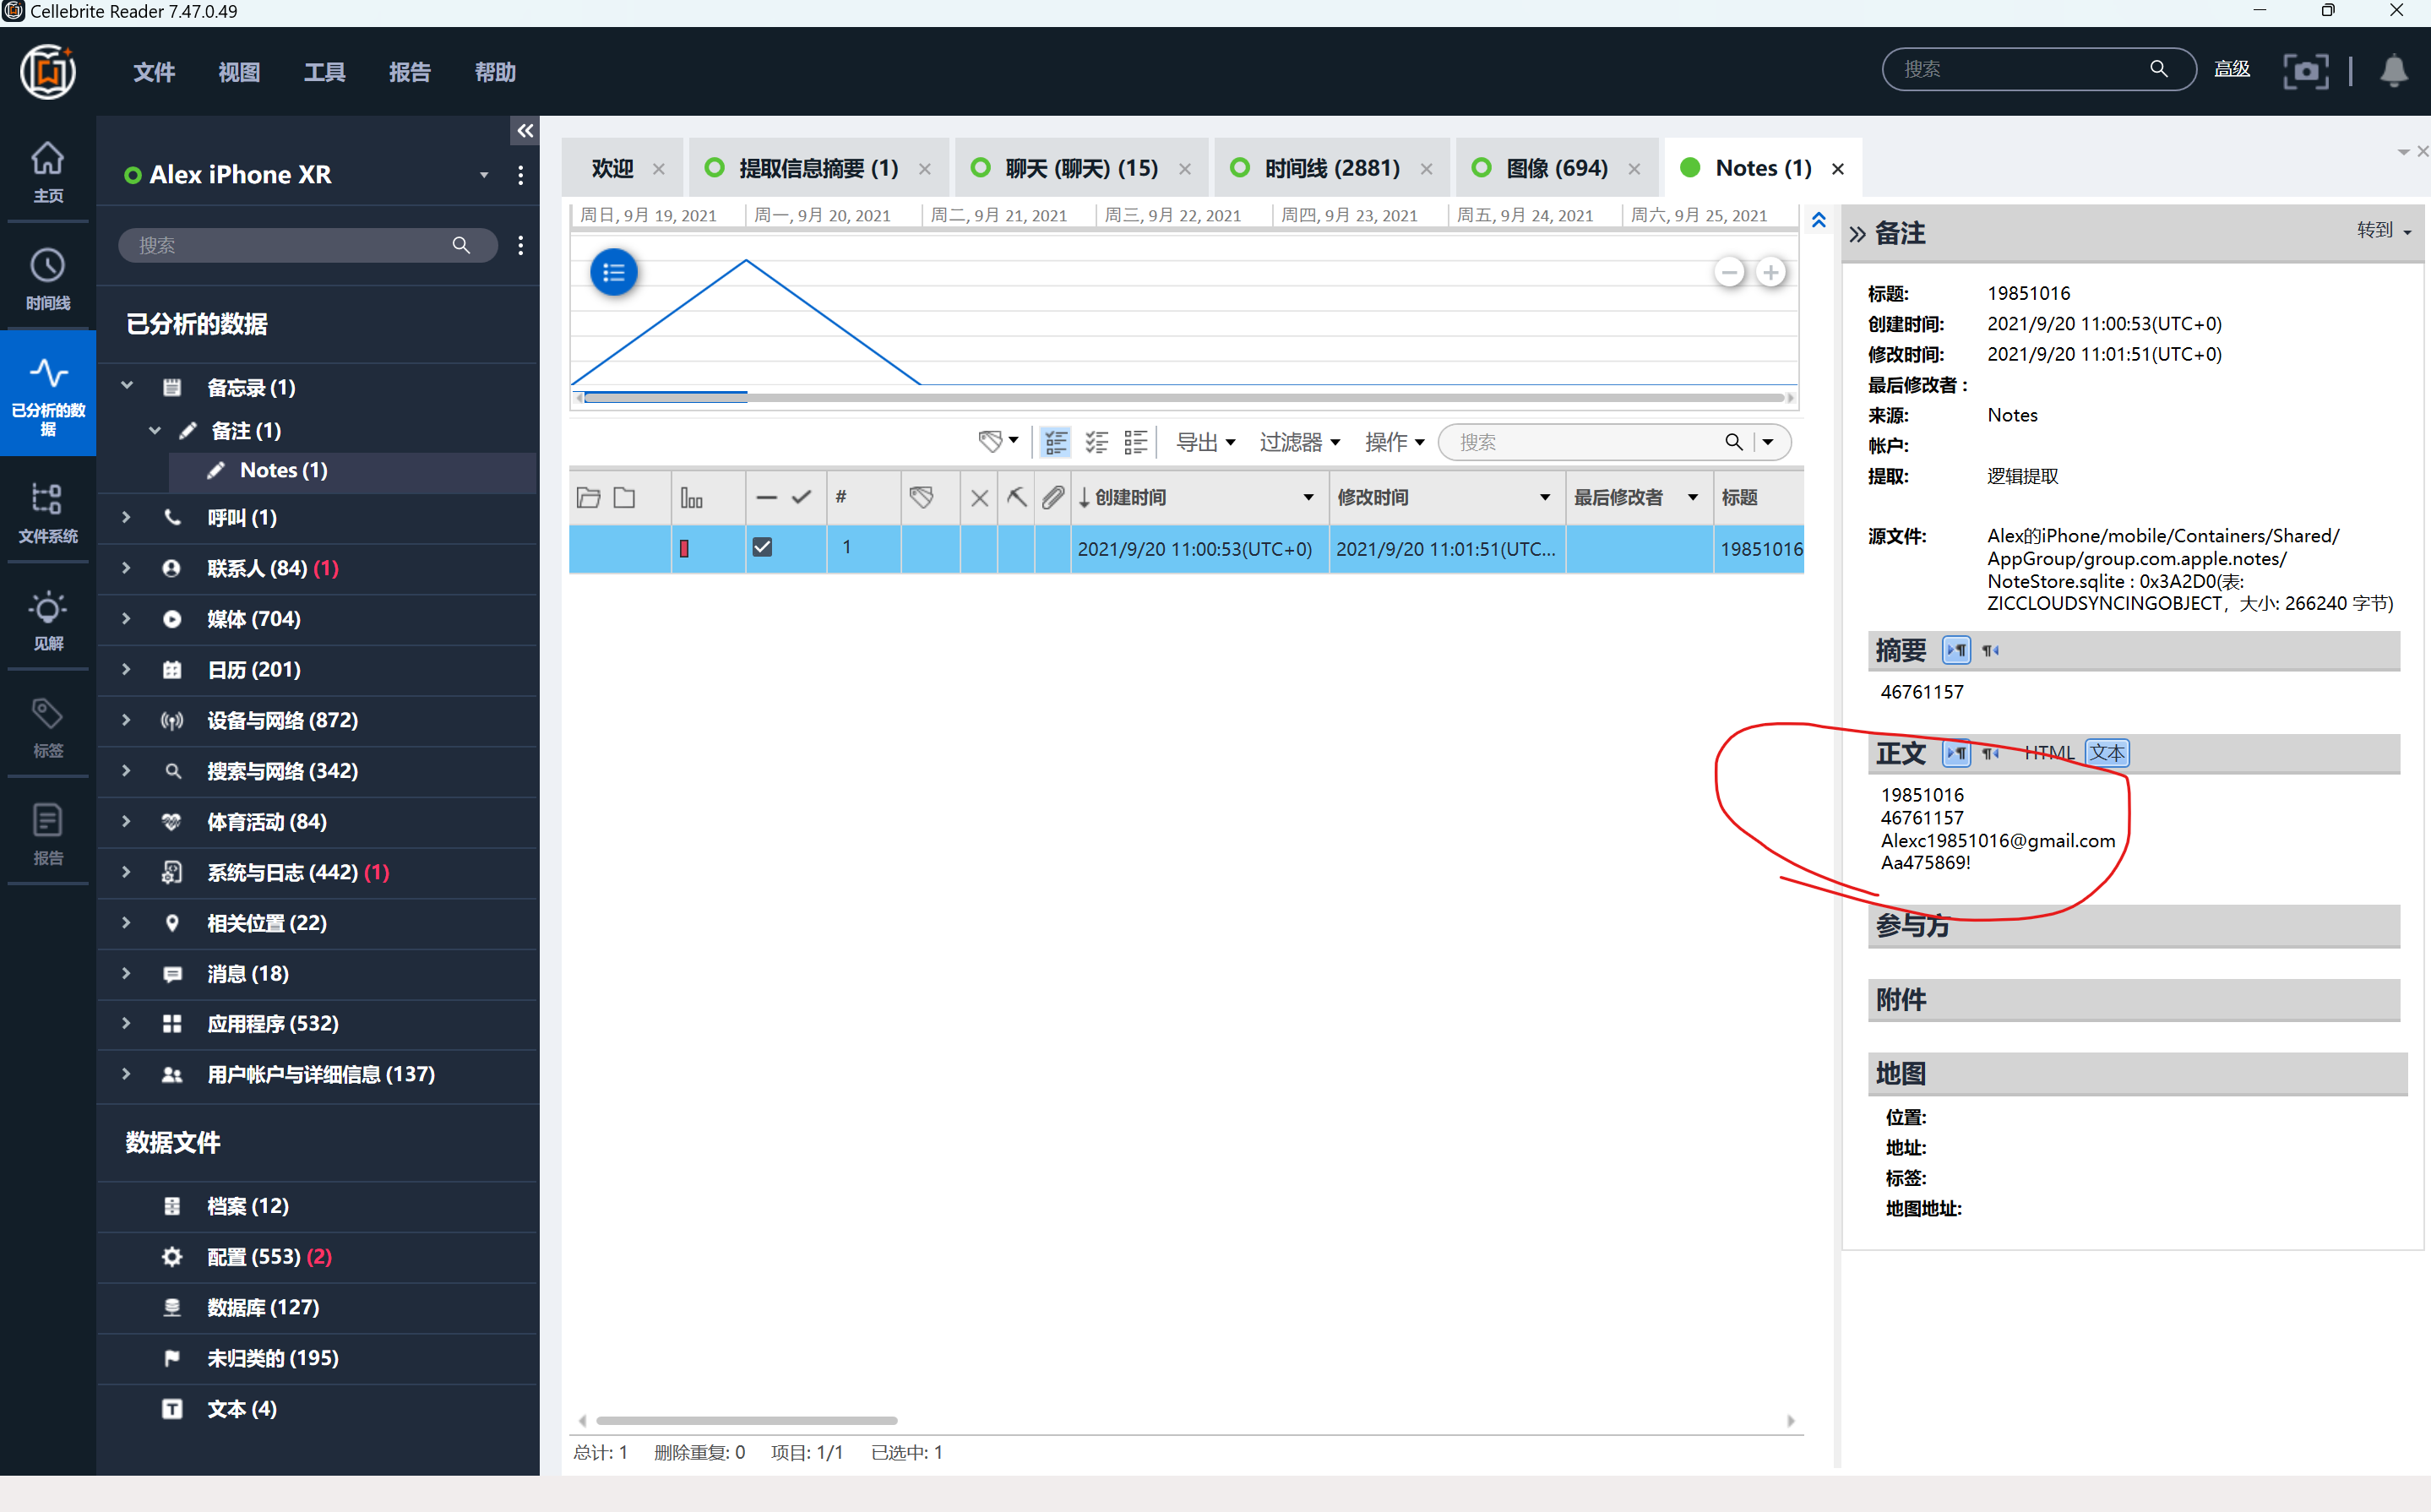 Cellebrite Reader 7.47.0.49
文件 视图 工具 报告 帮助
搜索 高级
主页
时间线
已分析的数据
文件系统
见解
标签
报告
Alex iPhone XR
搜索
已分析的数据
备忘录 (1)
备注 (1)
Notes (1)
呼叫 (1)
联系人 (84) (1)
媒体 (704)
日历 (201)
设备与网络 (872)
搜索与网络 (342)
体育活动 (84)
系统与日志 (442) (1)
相关位置 (22)
消息 (18)
应用程序 (532)
用户帐户与详细信息 (137)
数据文件
档案 (12)
配置 (553) (2)
数据库 (127)
未归类的 (195)
文本 (4)
欢迎 提取信息摘要 (1) 聊天 (聊天) (15) 时间线 (2881) 图像 (694) Notes (1)
周日, 9月 19, 2021 周一, 9月 20, 2021 周二, 9月 21, 2021 周三, 9月 22, 2021 周四, 9月 23, 2021 周五, 9月 24, 2021 周六, 9月 25, 2021
导出 过滤器 操作 搜索
# 创建时间 修改时间 最后修改者 标题
1 2021/9/20 11:00:53(UTC+0) 2021/9/20 11:01:51(UTC... 19851016
总计: 1 删除重复: 0 项目: 1/1 已选中: 1
备注 转到
标题: 19851016
创建时间: 2021/9/20 11:00:53(UTC+0)
修改时间: 2021/9/20 11:01:51(UTC+0)
最后修改者 :
来源: Notes
帐户:
提取: 逻辑提取
源文件: Alex的iPhone/mobile/Containers/Shared/
AppGroup/group.com.apple.notes/
NoteStore.sqlite : 0x3A2D0(表:
ZICCLOUDSYNCINGOBJECT，大小: 266240 字节)
摘要
46761157
正文 HTML 文本
19851016
46761157
Alexc19851016@gmail.com
Aa475869!
参与方
附件
地图
位置:
地址:
标签:
地图地址: